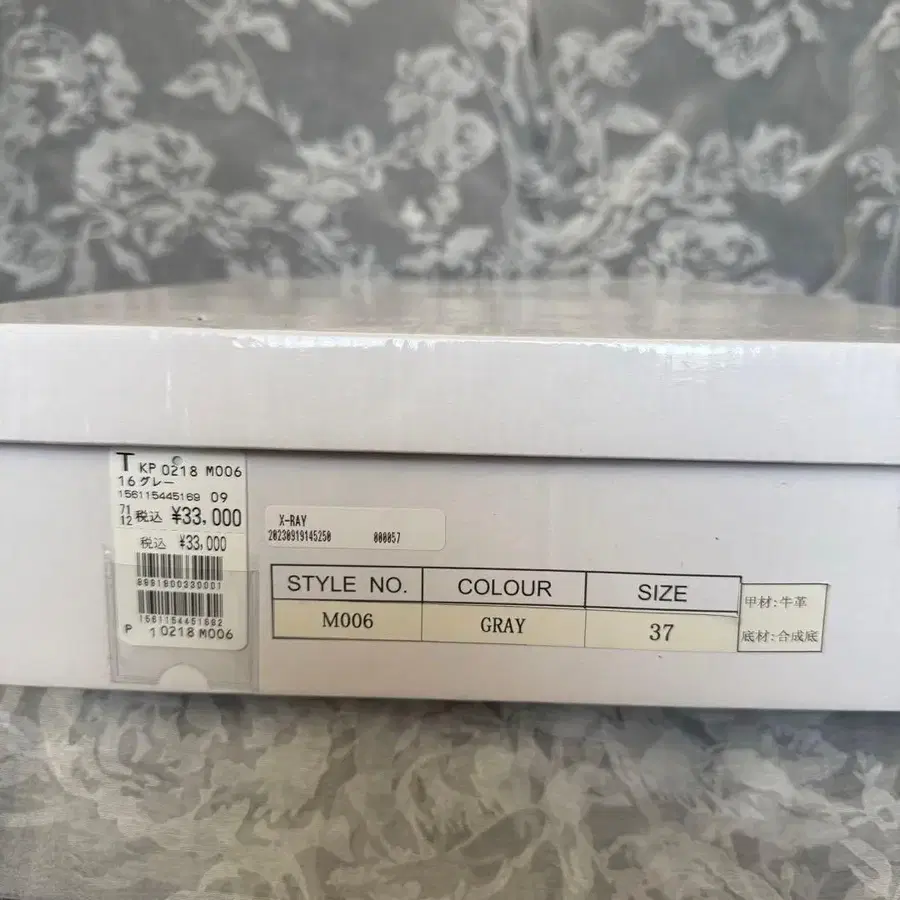 T KP 0218 M006
16 グレー
156115445169 09
71
12 税込 ¥33,000
税込 ¥33,000
1561154451692
P 1 0218 M006
X-RAY
20230919145250 000057
STYLE NO. COLOUR SIZE
M006 GRAY 37
甲材:牛革
底材:合成底